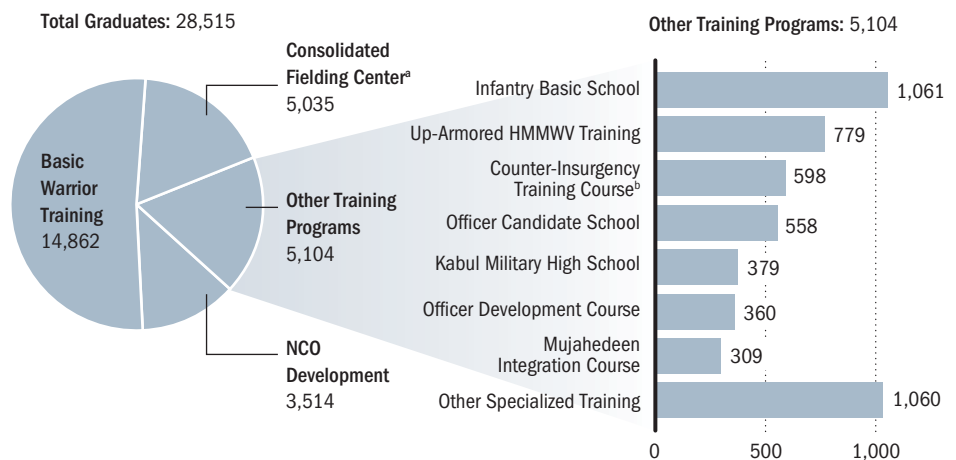 Total Graduates: 28,515
Consolidated
Fielding Centerᵃ
5,035
Basic
Warrior
Training
14,862
Other Training
Programs
5,104
NCO
Development
3,514
Other Training Programs: 5,104
Infantry Basic School 1,061
Up-Armored HMMWV Training 779
Counter-Insurgency
Training Courseᵇ 598
Officer Candidate School 558
Kabul Military High School 379
Officer Development Course 360
Mujahedeen
Integration Course 309
Other Specialized Training 1,060
0 500 1,000